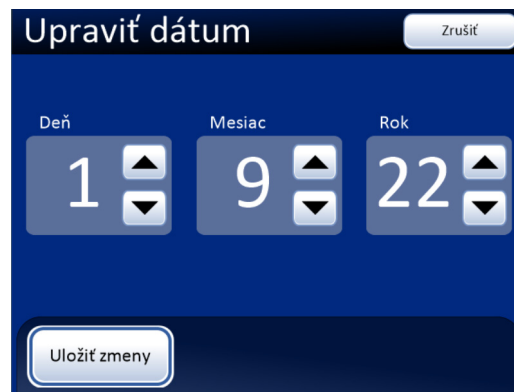 Upraviť dátum
Zrušiť
Deň Mesiac Rok
1 9 22
Uložiť zmeny